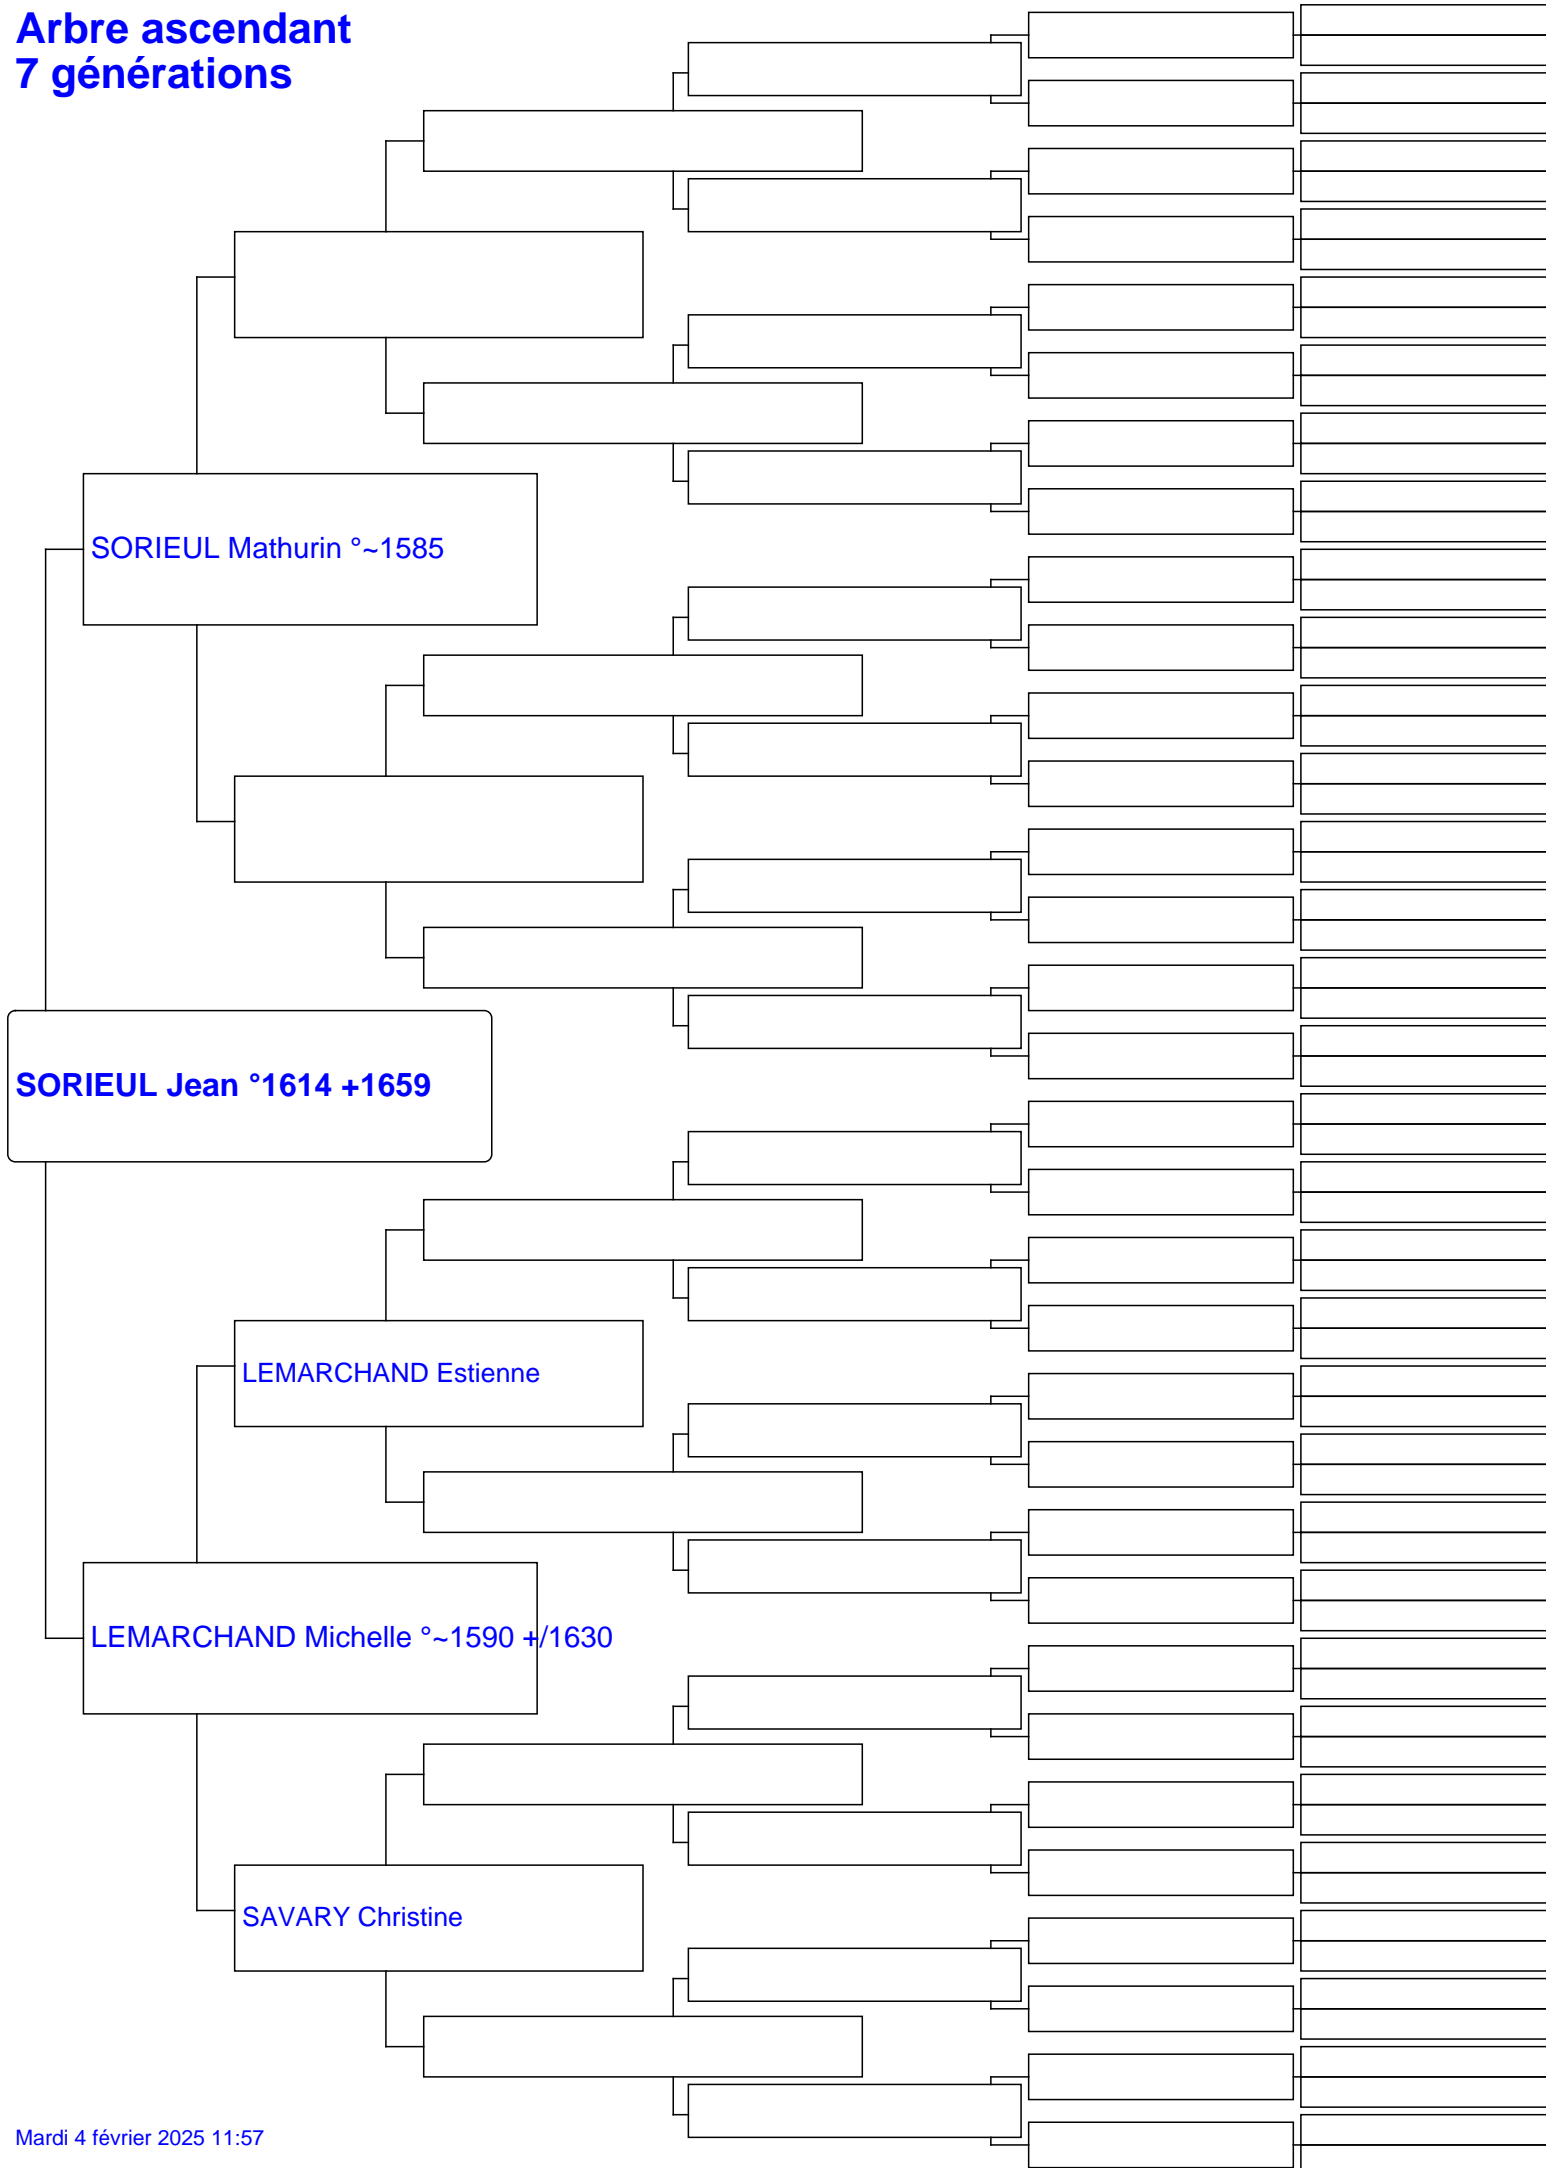 Arbre ascendant
7 générations
SORIEUL Mathurin °~1585
SORIEUL Jean °1614 +1659
LEMARCHAND Estienne
LEMARCHAND Michelle °~1590 +/1630
SAVARY Christine
Mardi 4 février 2025 11:57